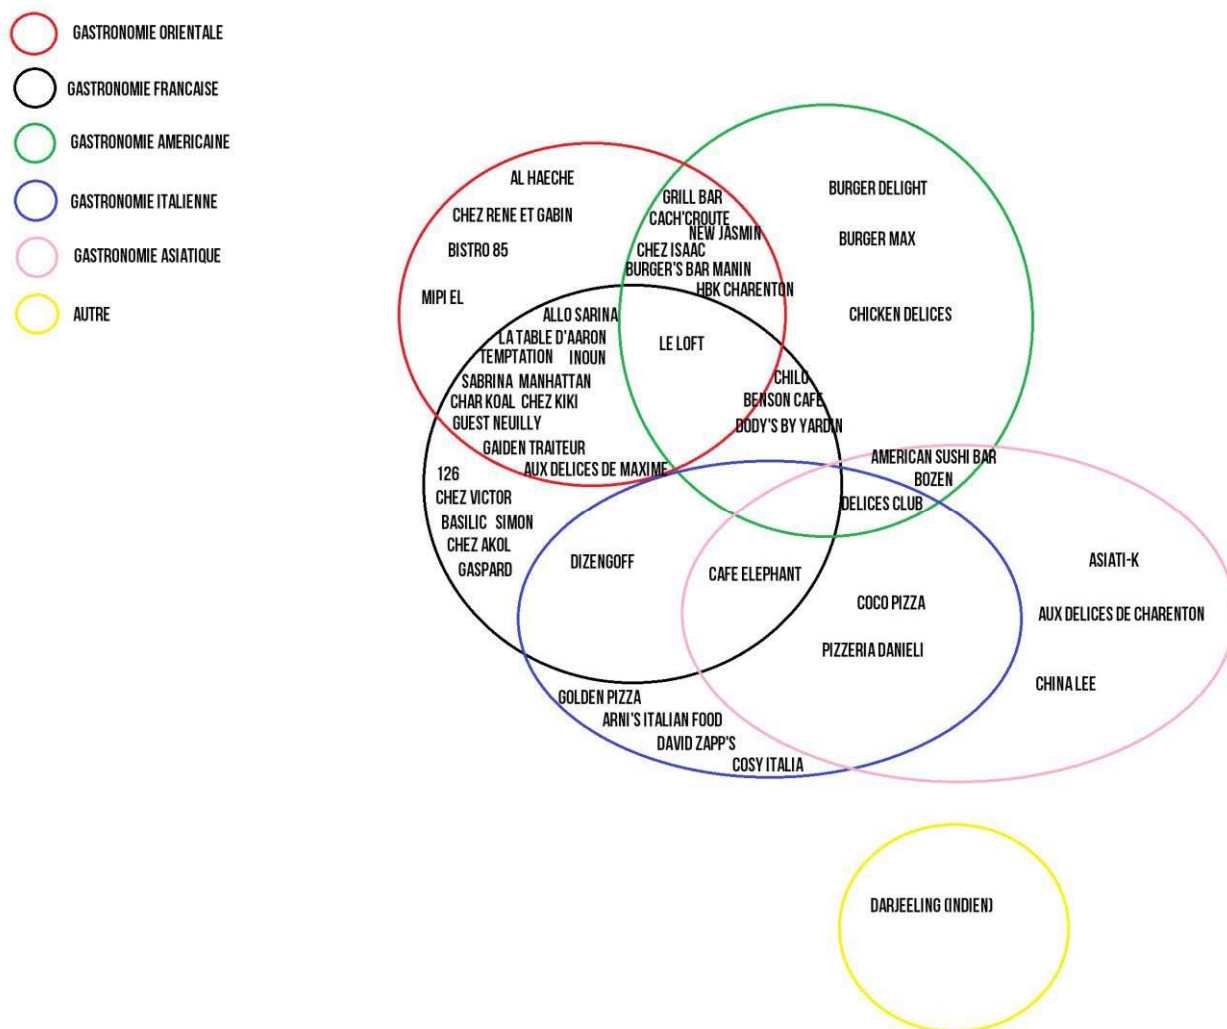 GASTRONOMIE ORIENTALE
GASTRONOMIE FRANCAISE
GASTRONOMIE AMERICAINE
GASTRONOMIE ITALIENNE
GASTRONOMIE ASIATIQUE
AUTRE
AL HAECHE
CHEZ RENE ET GABIN
BISTRO 85
MIPI EL
GRILL BAR
CACH'CROUTE
NEW JASMIN
CHEZ ISAAC
BURGER'S BAR MANIN
HBK CHARENTON
BURGER DELIGHT
BURGER MAX
CHICKEN DELICES
ALLO SARINA
LA TABLE D'AARON
TEMPTATION INOUN
SABRINA MANHATTAN
CHAR KOAL CHEZ KIKI
GUEST NEUILLY
GAIDEN TRAITEUR
AUX DELICES DE MAXIME
LE LOFT
CHILO
BENSON CAFE
DODY'S BY YARDIN
AMERICAN SUSHI BAR
BOZEN
DELICES CLUB
126
CHEZ VICTOR
BASILIC SIMON
CHEZ AKOL
GASPARD
DIZENGOFF
CAFE ELEPHANT
COCO PIZZA
PIZZERIA DANIELI
ASIATI-K
AUX DELICES DE CHARENTON
CHINA LEE
GOLDEN PIZZA
ARNI'S ITALIAN FOOD
DAVID ZAPP'S
COSY ITALIA
DARJEELING (INDIEN)